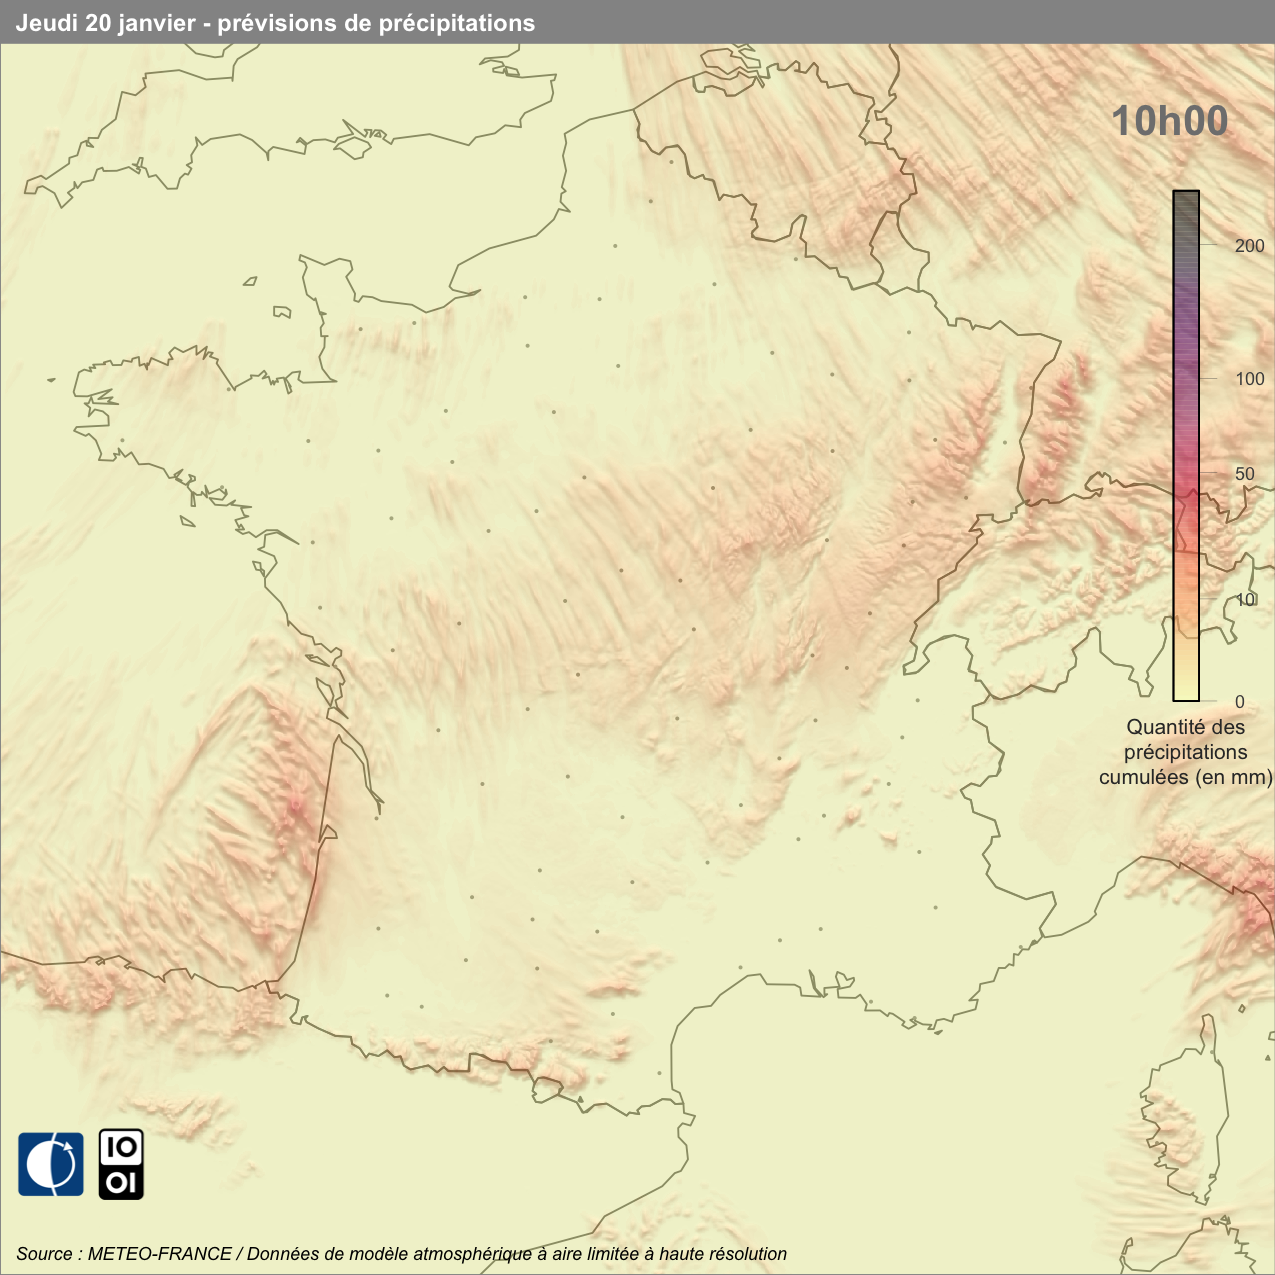 Jeudi 20 janvier - prévisions de précipitations
10h00
200
100
50
10
0
Quantité des
précipitations
cumulées (en mm)
IO
OI
Source : METEO-FRANCE / Données de modèle atmosphérique à aire limitée à haute résolution